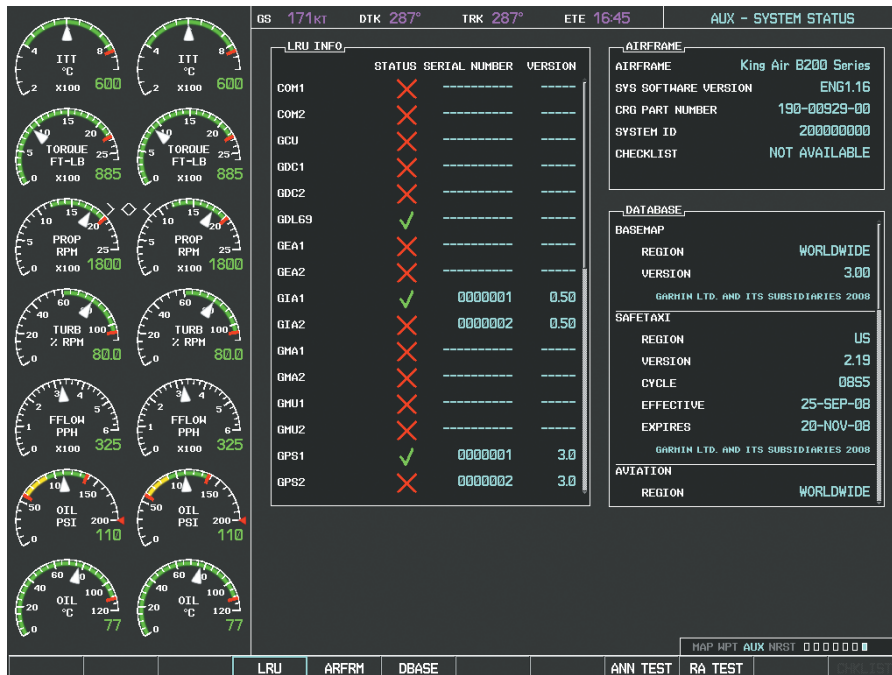 GS 171KT DTK 287° TRK 287° ETE 16:45 AUX - SYSTEM STATUS
4 8 2
ITT
°C
X100 600
4 8 2
ITT
°C
X100 600
0 5 10 15 20 25
TORQUE
FT-LB
X100 885
0 5 10 15 20 25
TORQUE
FT-LB
X100 885
0 5 10 15 20 25
PROP
RPM
X100 1800
0 5 10 15 20 25
PROP
RPM
X100 1800
0 20 40 60 100
TURB
% RPM
80.0
0 20 40 60 100
TURB
% RPM
80.0
0 1 2 3 4 5 6
FFLOW
PPH
X100 325
0 1 2 3 4 5 6
FFLOW
PPH
X100 325
0 50 10 150 200
OIL
PSI
110
0 50 10 150 200
OIL
PSI
110
0 20 40 60 0 100 120
OIL
°C
77
0 20 40 60 0 100 120
OIL
°C
77
LRU INFO
STATUS SERIAL NUMBER VERSION
COM1 ---------- -----
COM2 ---------- -----
GCU ---------- -----
GDC1 ---------- -----
GDC2 ---------- -----
GDL69 ---------- -----
GEA1 ---------- -----
GEA2 ---------- -----
GIA1 0000001 0.50
GIA2 0000002 0.50
GMA1 ---------- -----
GMA2 ---------- -----
GMU1 ---------- -----
GMU2 ---------- -----
GPS1 0000001 3.0
GPS2 0000002 3.0
AIRFRAME
AIRFRAME King Air B200 Series
SYS SOFTWARE VERSION ENG1.16
CRG PART NUMBER 190-00929-00
SYSTEM ID 200000000
CHECKLIST NOT AVAILABLE
DATABASE
BASEMAP
REGION WORLDWIDE
VERSION 3.00
GARMIN LTD. AND ITS SUBSIDIARIES 2008
SAFETAXI
REGION US
VERSION 2.19
CYCLE 08S5
EFFECTIVE 25-SEP-08
EXPIRES 20-NOV-08
GARMIN LTD. AND ITS SUBSIDIARIES 2008
AVIATION
REGION WORLDWIDE
MAP WPT AUX NRST
LRU ARFRM DBASE ANN TEST RA TEST CHKLIST